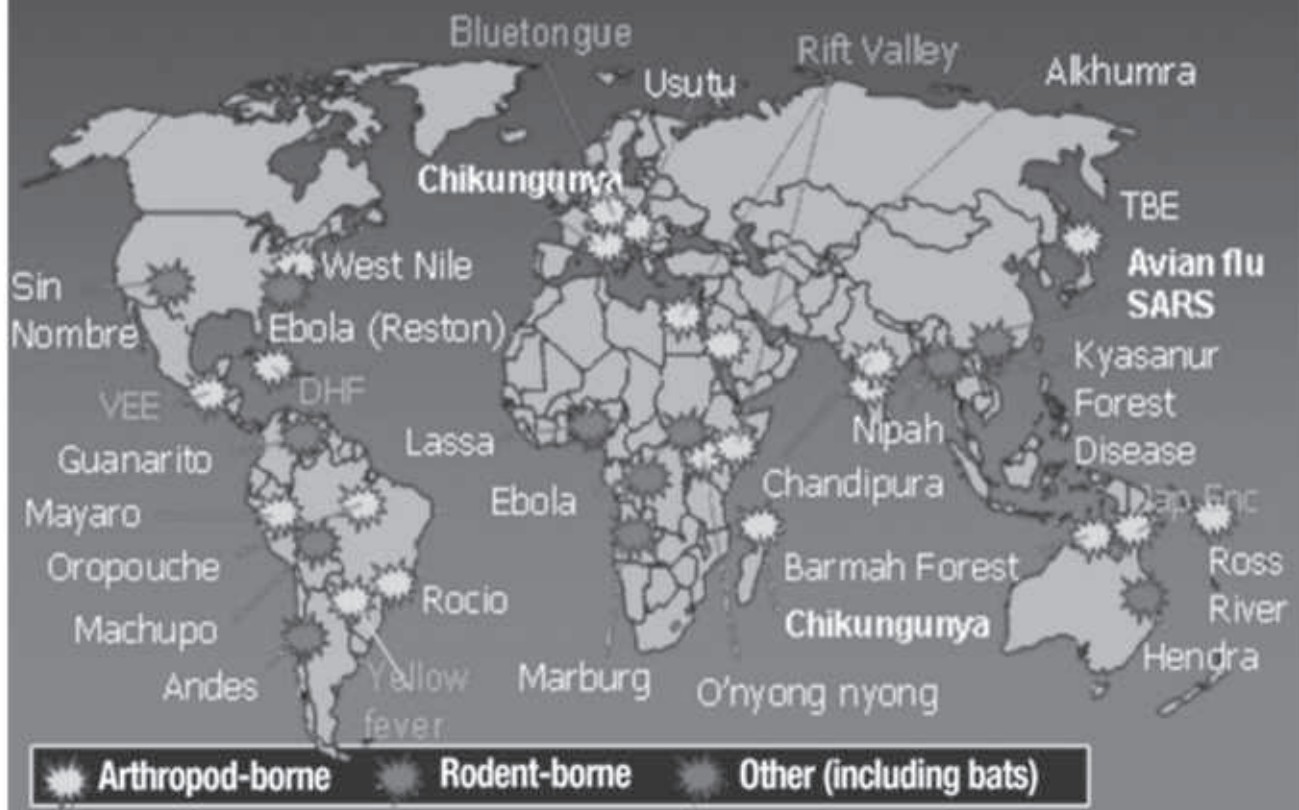 Bluetongue
Rift Valley
Usutu
Alkhumra
Chikungunya
TBE
Avian flu
SARS
Sin
Nombre
West Nile
Ebola (Reston)
VEE
DHF
Kyasanur
Forest
Disease
Guanarito
Lassa
Nipah
Mayaro
Ebola
Chandipura
Jap Enc
Oropouche
Rocio
Barmah Forest
Ross
River
Machupo
Chikungunya
Hendra
Andes
Yellow
fever
Marburg
O'nyong nyong
Arthropod-borne
Rodent-borne
Other (including bats)